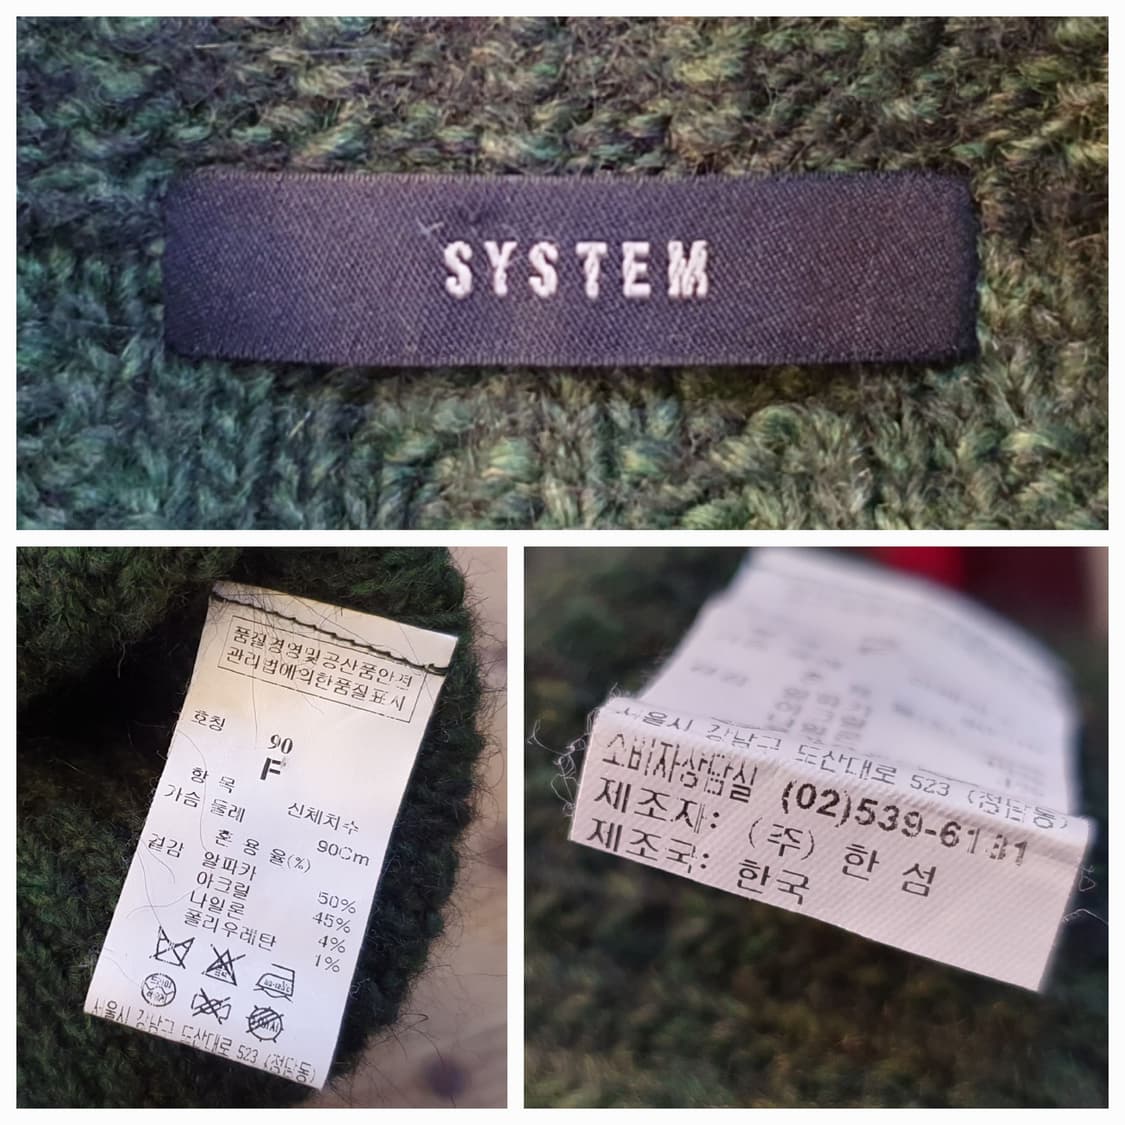 SYSTEM
품질경영및공산품안전
관리법에의한품질표시
호칭
90
F
항 목 신체치수
가슴 둘레 90Cm
혼 용 율(%)
겉감 알파카 50%
아크릴 45%
나일론 4%
폴리우레탄 1%
서울시 강남구 도산대로 523 (청담동)
서울시 강남구 도산대로 523 (청담동)
소비자상담실 (02)539-6181
제조자: (주) 한 섬
제조국: 한국